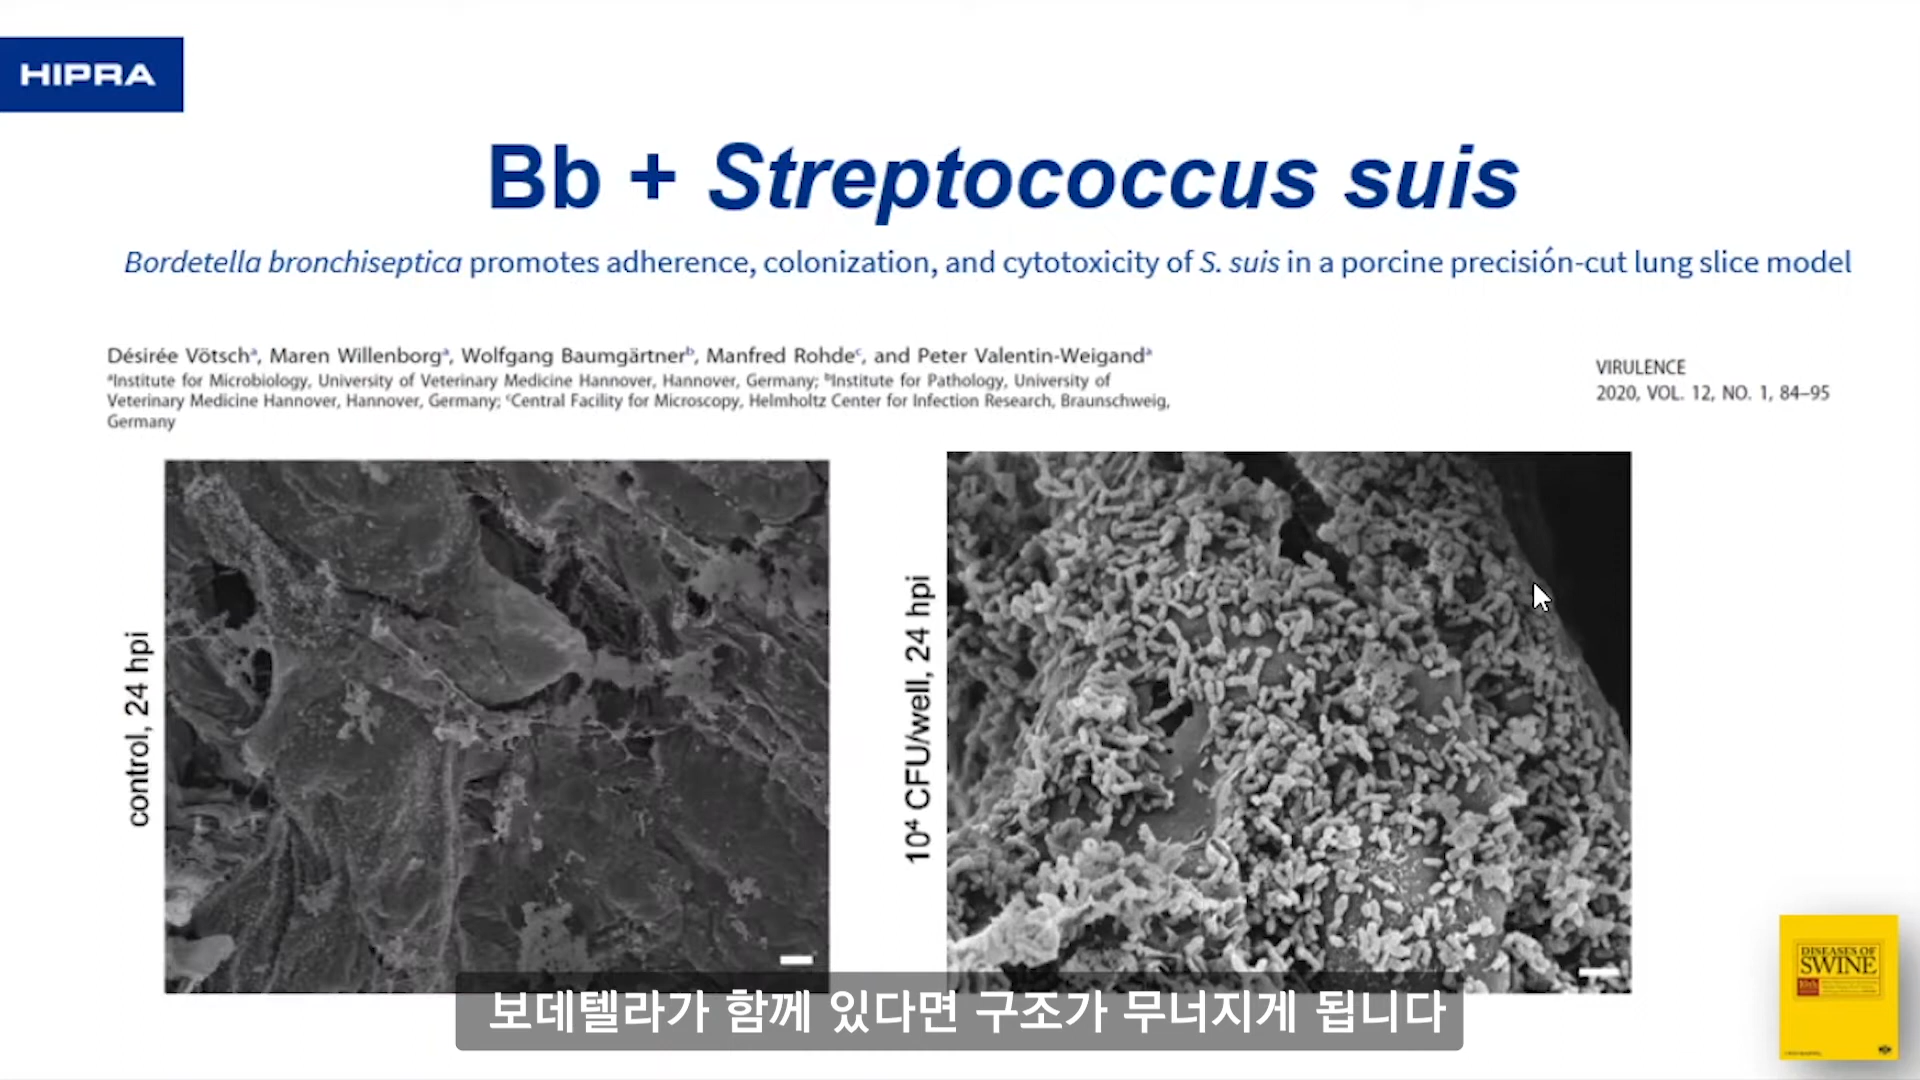 HIPRA
Bb + Streptococcus suis
Bordetella bronchiseptica promotes adherence, colonization, and cytotoxicity of S. suis in a porcine precisión-cut lung slice model
Désirée Vötschᵃ, Maren Willenborgᵃ, Wolfgang Baumgärtnerᵇ, Manfred Rohdeᶜ, and Peter Valentin-Weigandᵃ
ᵃInstitute for Microbiology, University of Veterinary Medicine Hannover, Hannover, Germany; ᵇInstitute for Pathology, University of
Veterinary Medicine Hannover, Hannover, Germany; ᶜCentral Facility for Microscopy, Helmholtz Center for Infection Research, Braunschweig,
Germany
VIRULENCE
2020, VOL. 12, NO. 1, 84–95
control, 24 hpi
10⁴ CFU/well, 24 hpi
DISEASES OF
SWINE
보데텔라가 함께 있다면 구조가 무너지게 됩니다